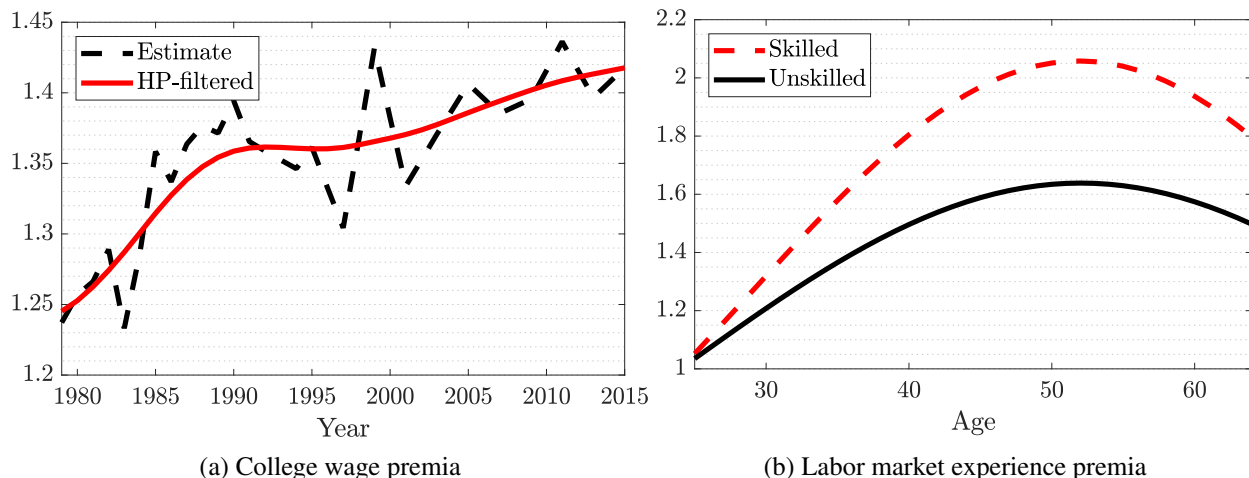 1.45
1.4
1.35
1.3
1.25
1.2
Estimate
HP-filtered
1980 1985 1990 1995 2000 2005 2010 2015
Year
(a) College wage premia
2.2
2
1.8
1.6
1.4
1.2
1
Skilled
Unskilled
30 40 50 60
Age
(b) Labor market experience premia